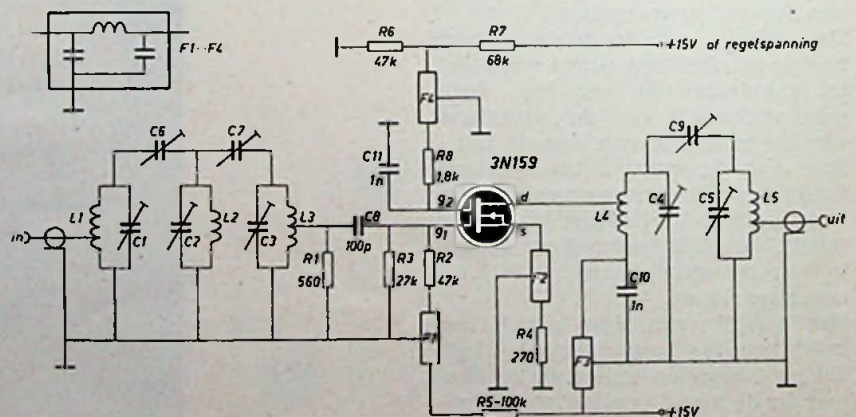 F1...F4
R6
47k
R7
68k
+15V of regelspanning
F4
C6
C7
C11
1n
R8
1,8k
3N159
C9
g2
d
L1
C1
C2
L2
C3
L3
C8
100p
g1
s
L4
C4
C5
L5
in
uit
R1
560
R3
27k
R2
47k
F2
C10
1n
F1
R4
270
F3
R5-100k
+15V